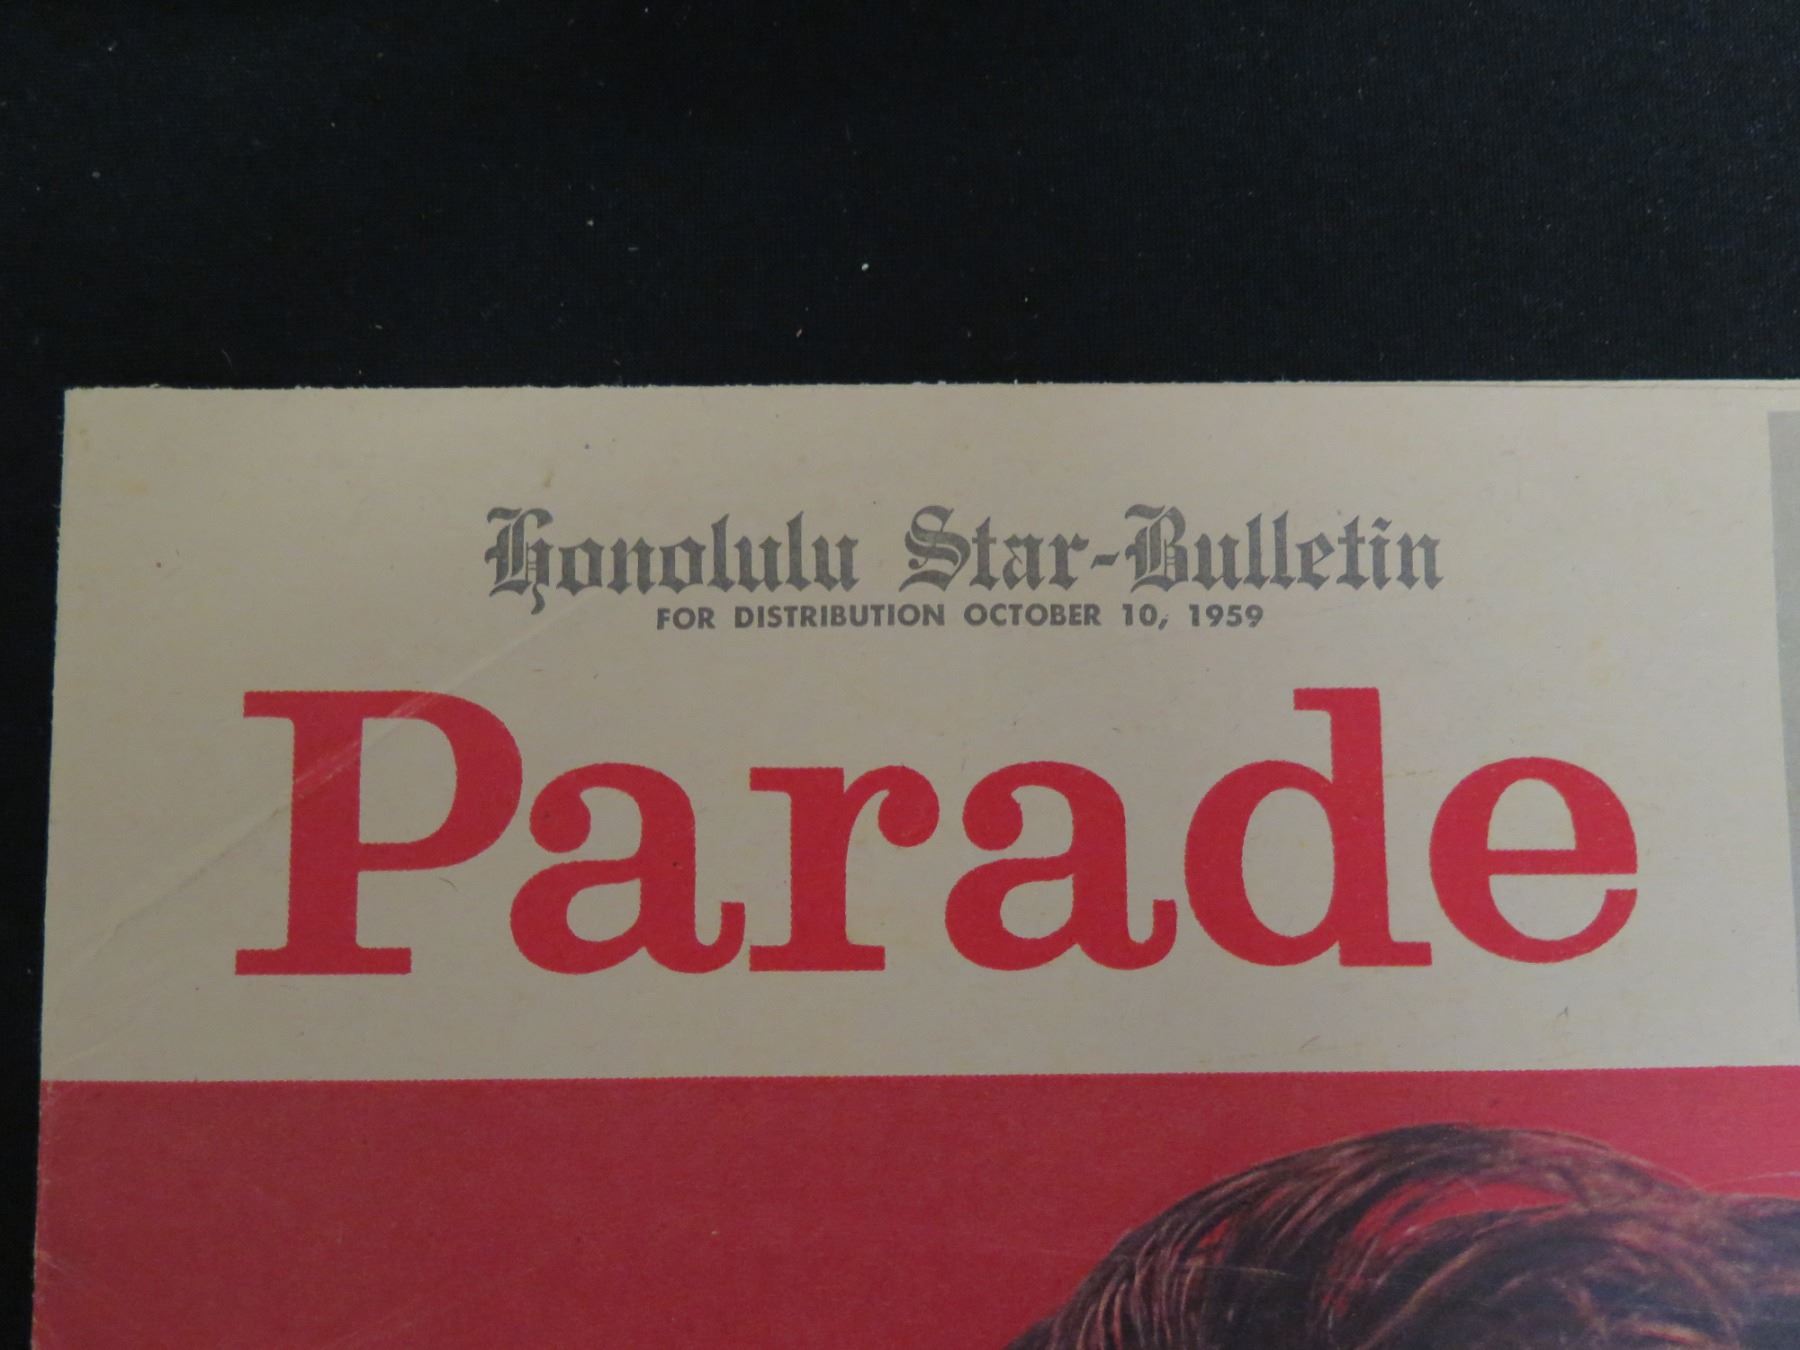 Honolulu Star-Bulletin
FOR DISTRIBUTION OCTOBER 10, 1959
Parade